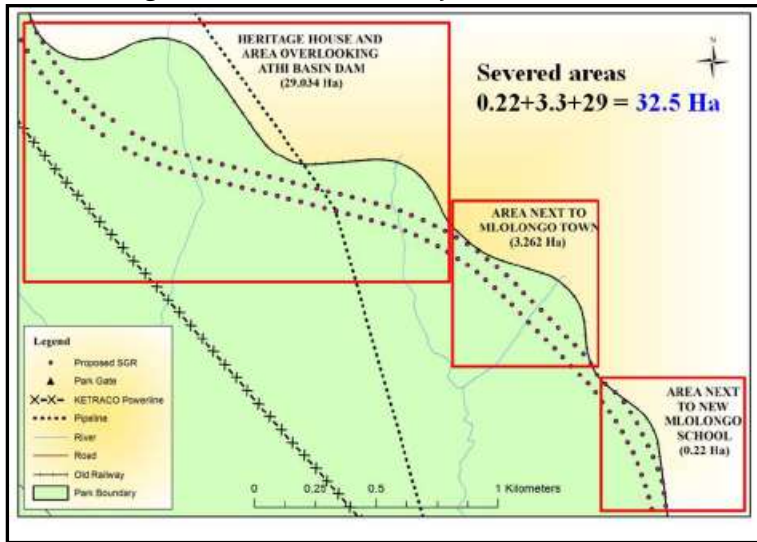 HERITAGE HOUSE AND
AREA OVERLOOKING
ATHI BASIN DAM
(29.034 Ha)
Severed areas
0.22+3.3+29 = 32.5 Ha
N
AREA NEXT TO
MLOLONGO TOWN
(3.262 Ha)
AREA NEXT
TO NEW
MLOLONGO
SCHOOL
(0.22 Ha)
Legend
Proposed SGR
Park Gate
KETRACO Powerline
Pipeline
River
Road
Old Railway
Park Boundary
0 0.25 0.5 1 Kilometers